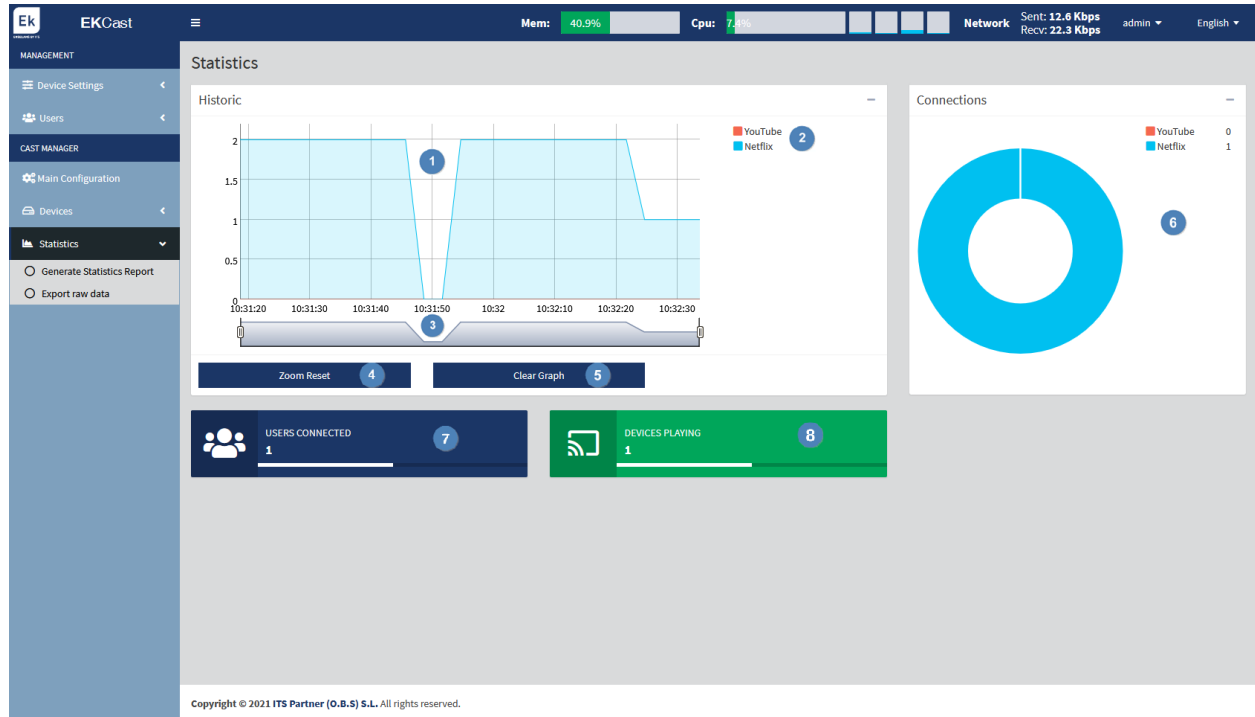 Ek
EKCast
Mem: 40.9%
Cpu: 7.4%
Network
Sent: 12.6 Kbps
Recv: 22.3 Kbps
admin
English
MANAGEMENT
Device Settings
Users
CAST MANAGER
Main Configuration
Devices
Statistics
Generate Statistics Report
Export raw data
Statistics
Historic
2
1.5
1
0.5
0
10:31:20 10:31:30 10:31:40 10:31:50 10:32 10:32:10 10:32:20 10:32:30
1
YouTube
Netflix
2
3
Zoom Reset 4
Clear Graph 5
Connections
YouTube 0
Netflix 1
6
USERS CONNECTED
1
7
DEVICES PLAYING
1
8
Copyright © 2021 ITS Partner (O.B.S) S.L. All rights reserved.